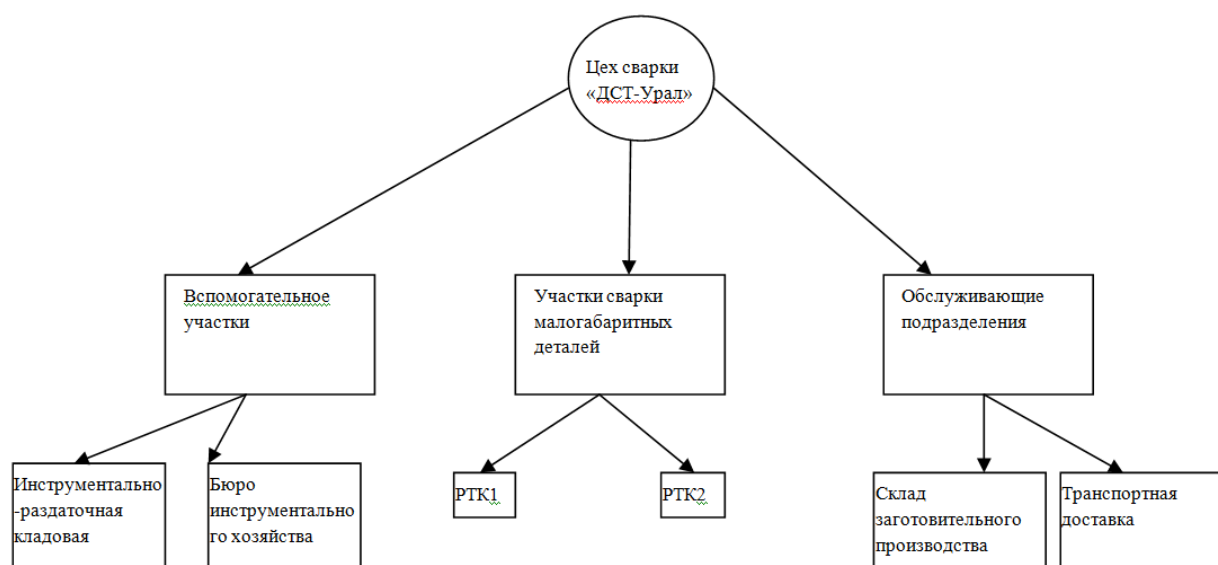 Цех сварки
«ДСТ-Урал»
Вспомогательное
участки
Участки сварки
малогабаритных
деталей
Обслуживающие
подразделения
Инструментально
-раздаточная
кладовая
Бюро
инструментально
го хозяйства
РТК1
РТК2
Склад
заготовительного
производства
Транспортная
доставка